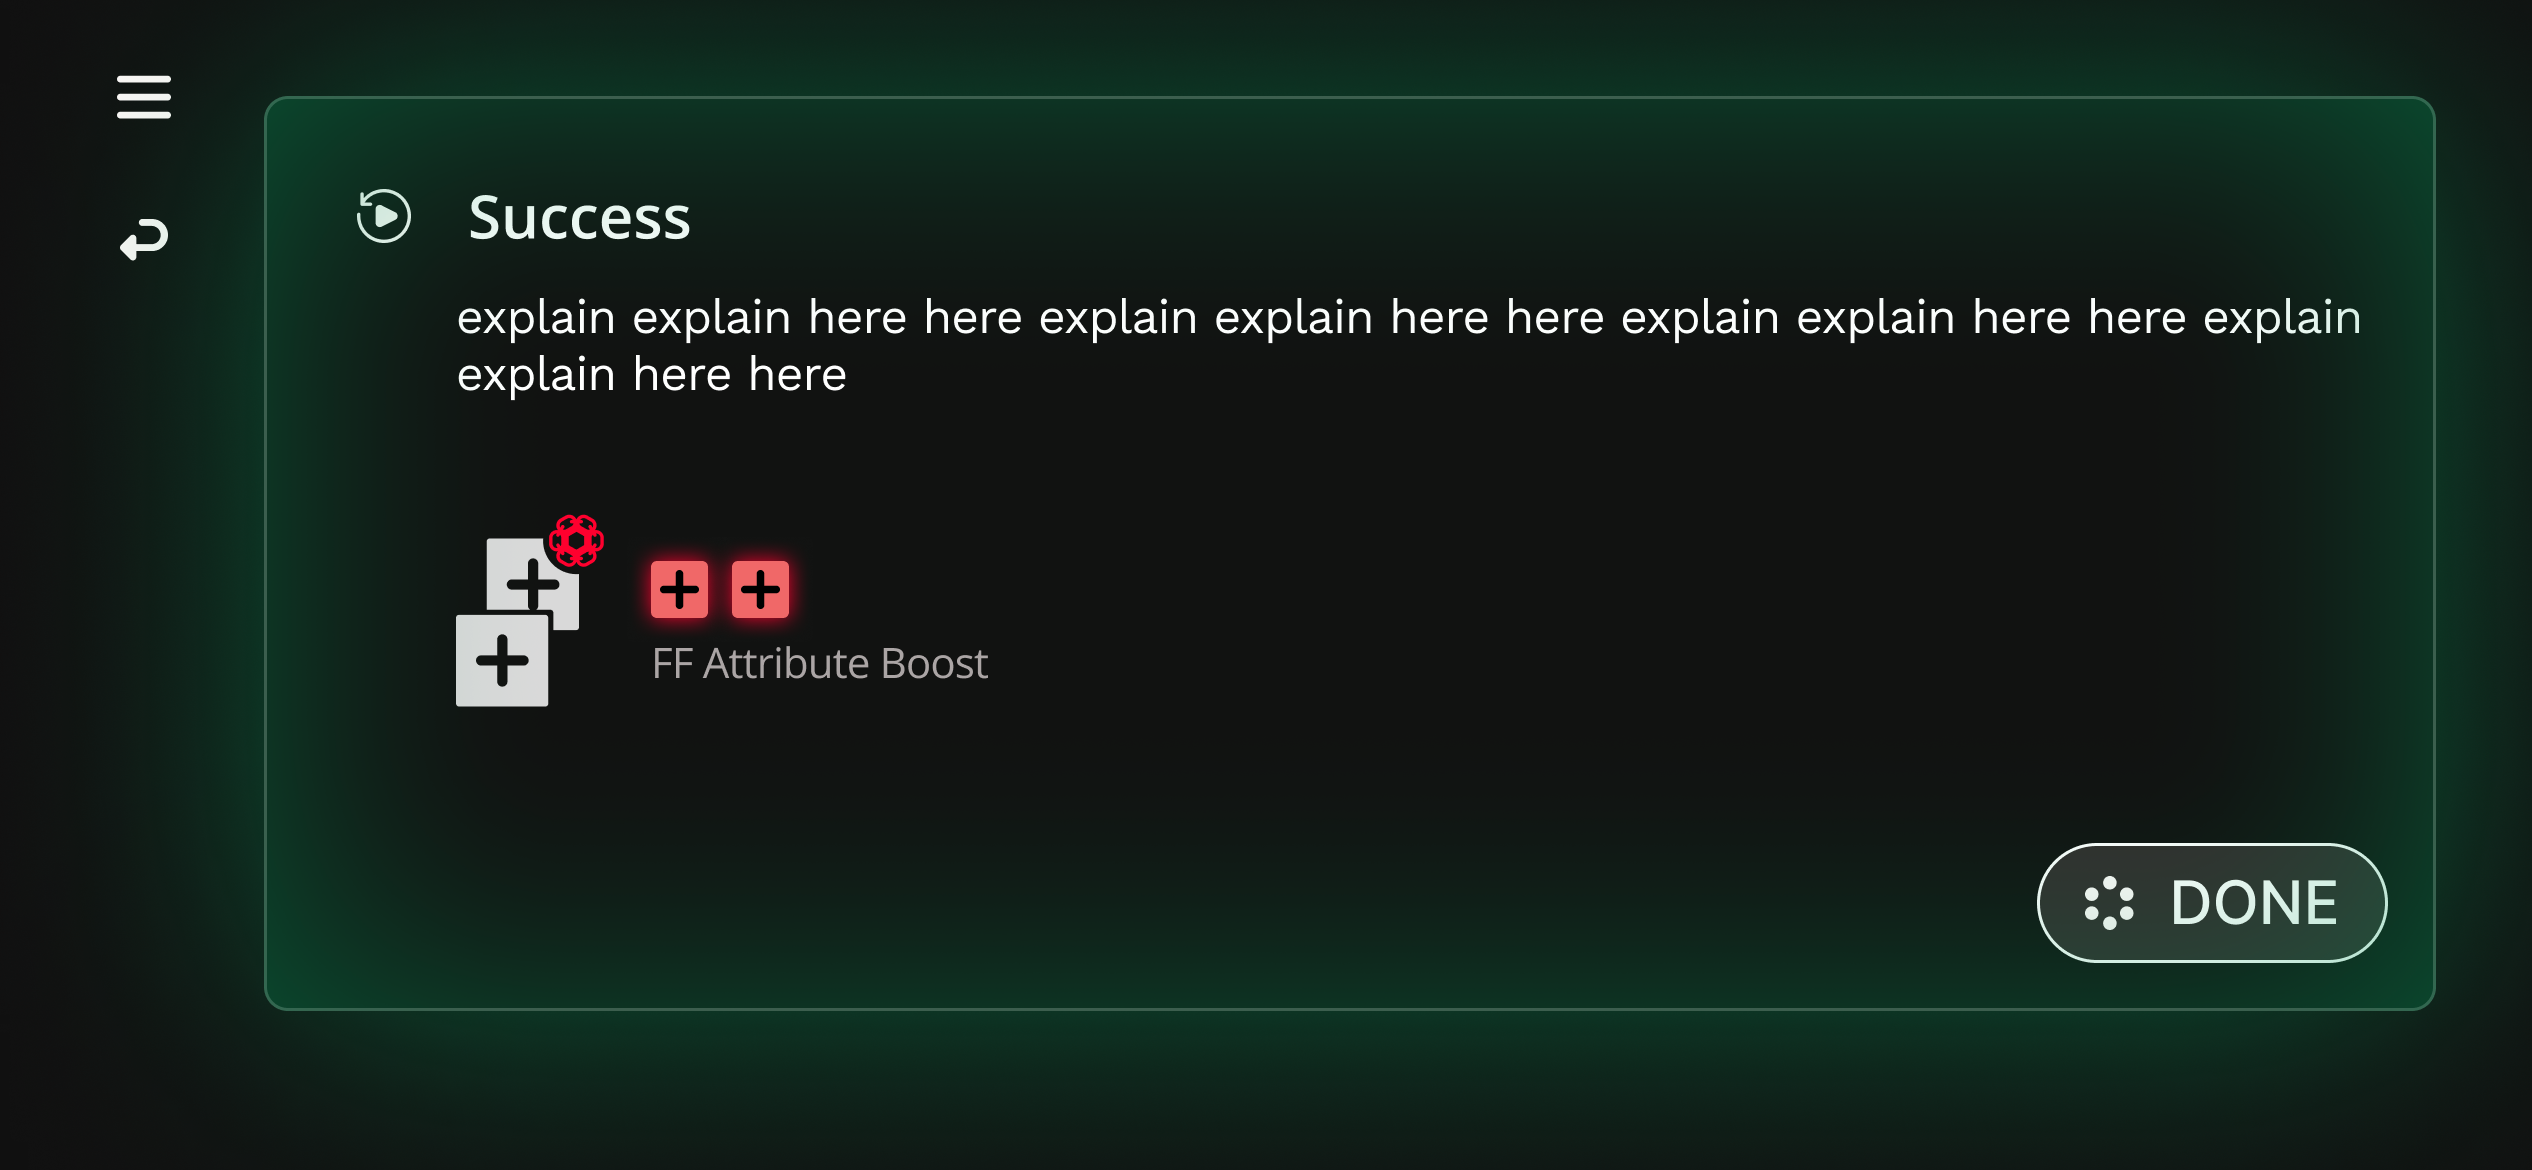 Success
explain explain here here explain explain here here explain explain here here explain
explain here here
FF Attribute Boost
DONE